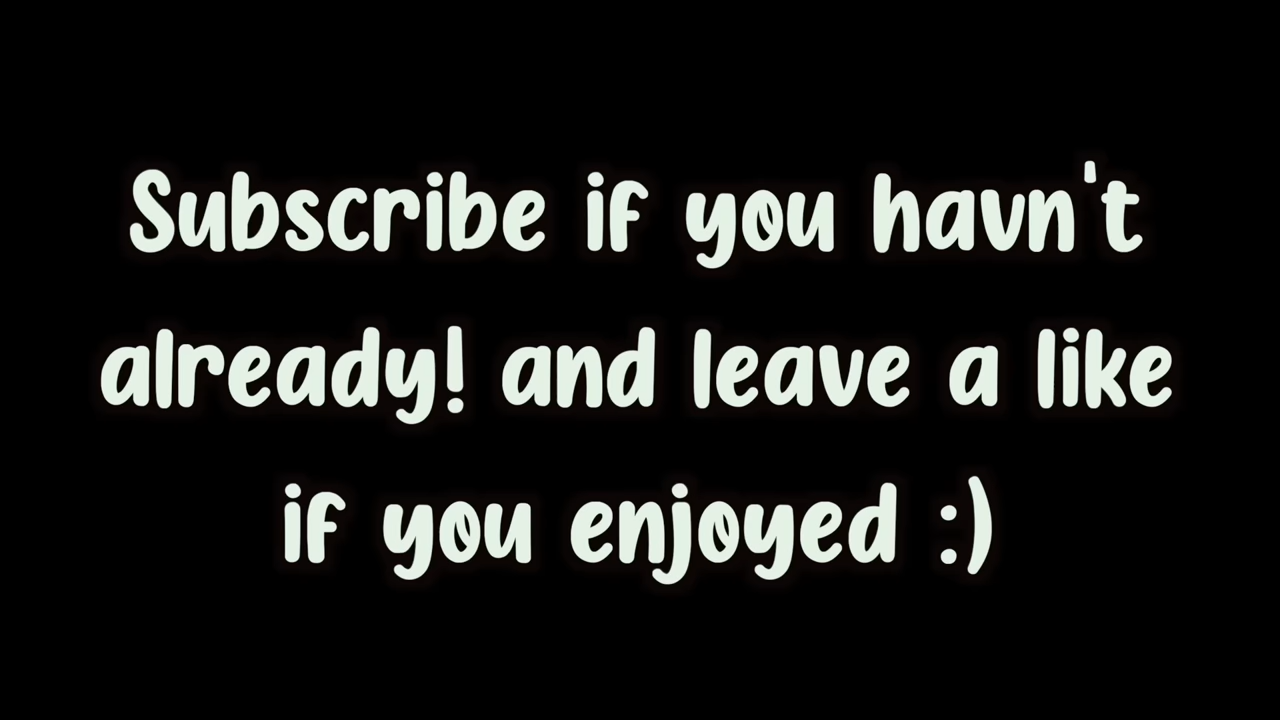 Subscribe if you havn't
already! and leave a like
if you enjoyed :)